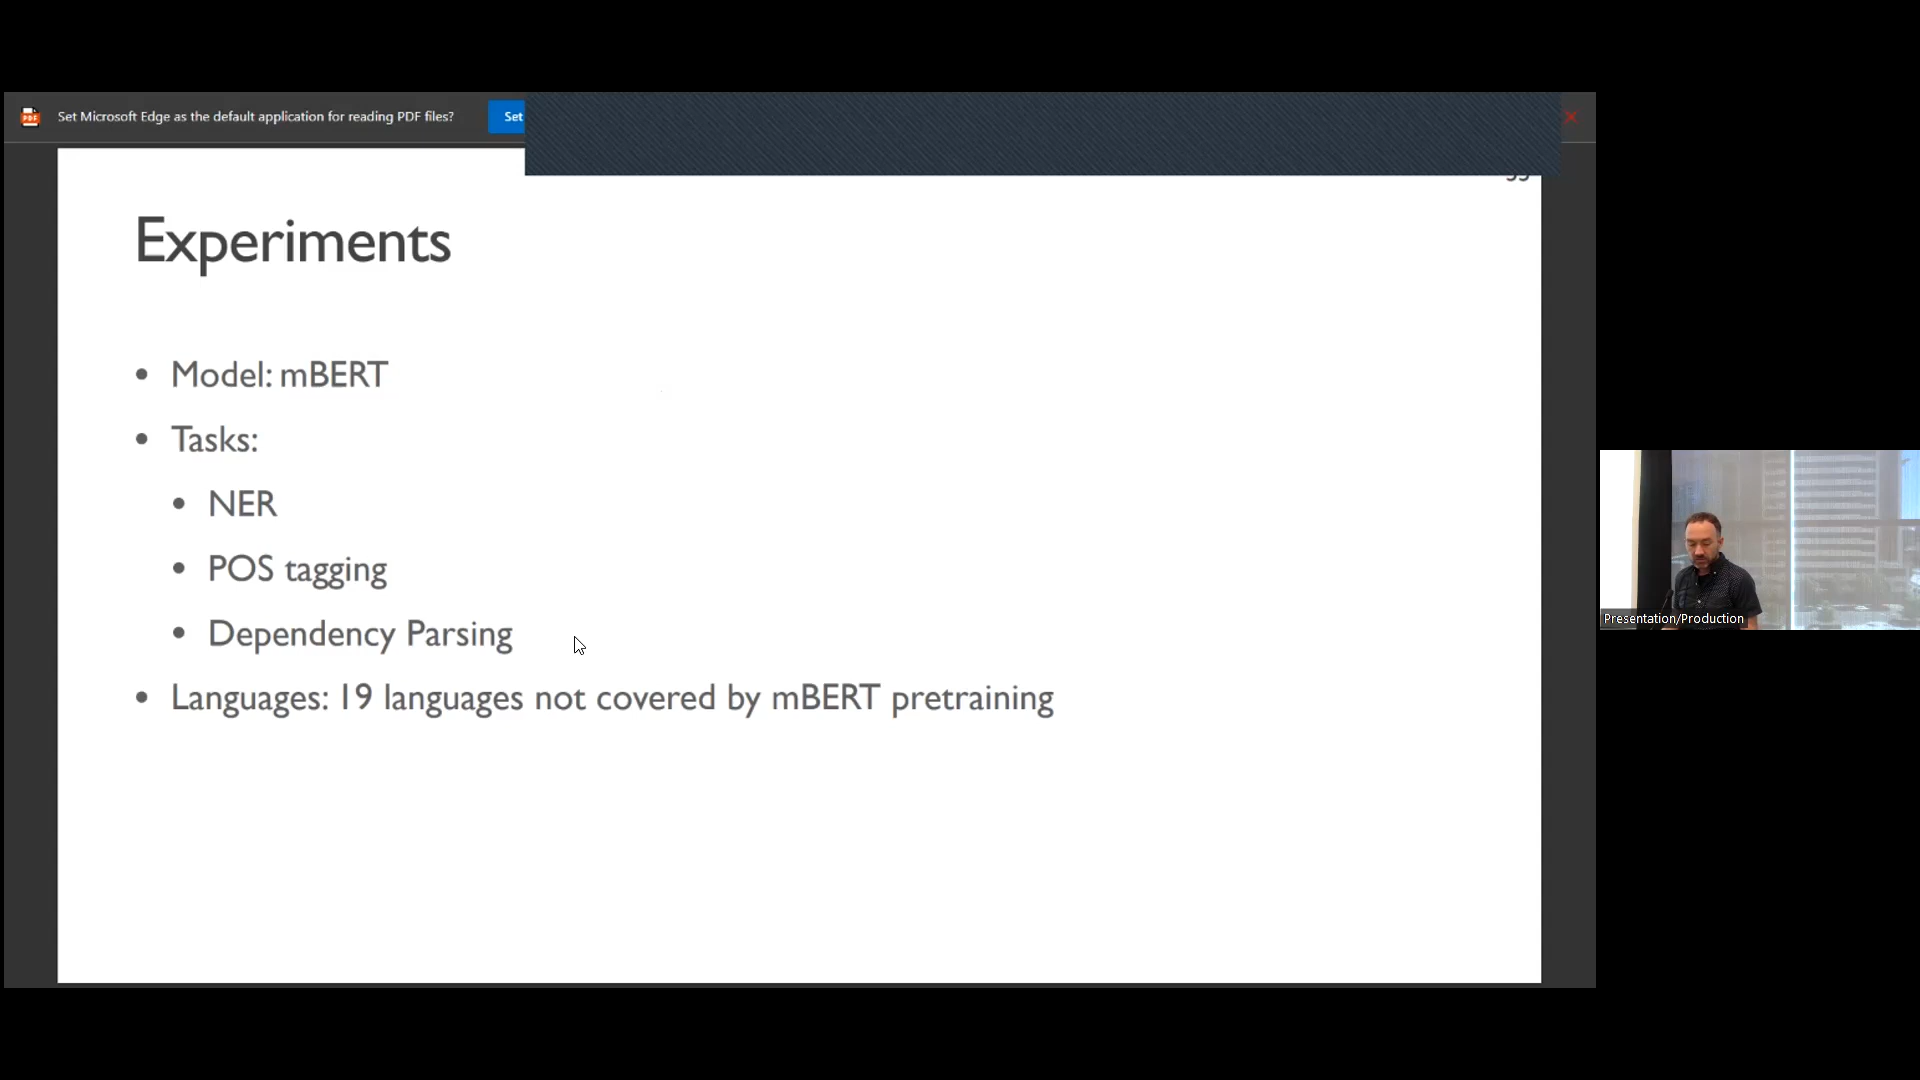 Set Microsoft Edge as the default application for reading PDF files?
Set
Experiments
• Model: mBERT
• Tasks:
• NER
• POS tagging
• Dependency Parsing
• Languages: 19 languages not covered by mBERT pretraining
Presentation/Production